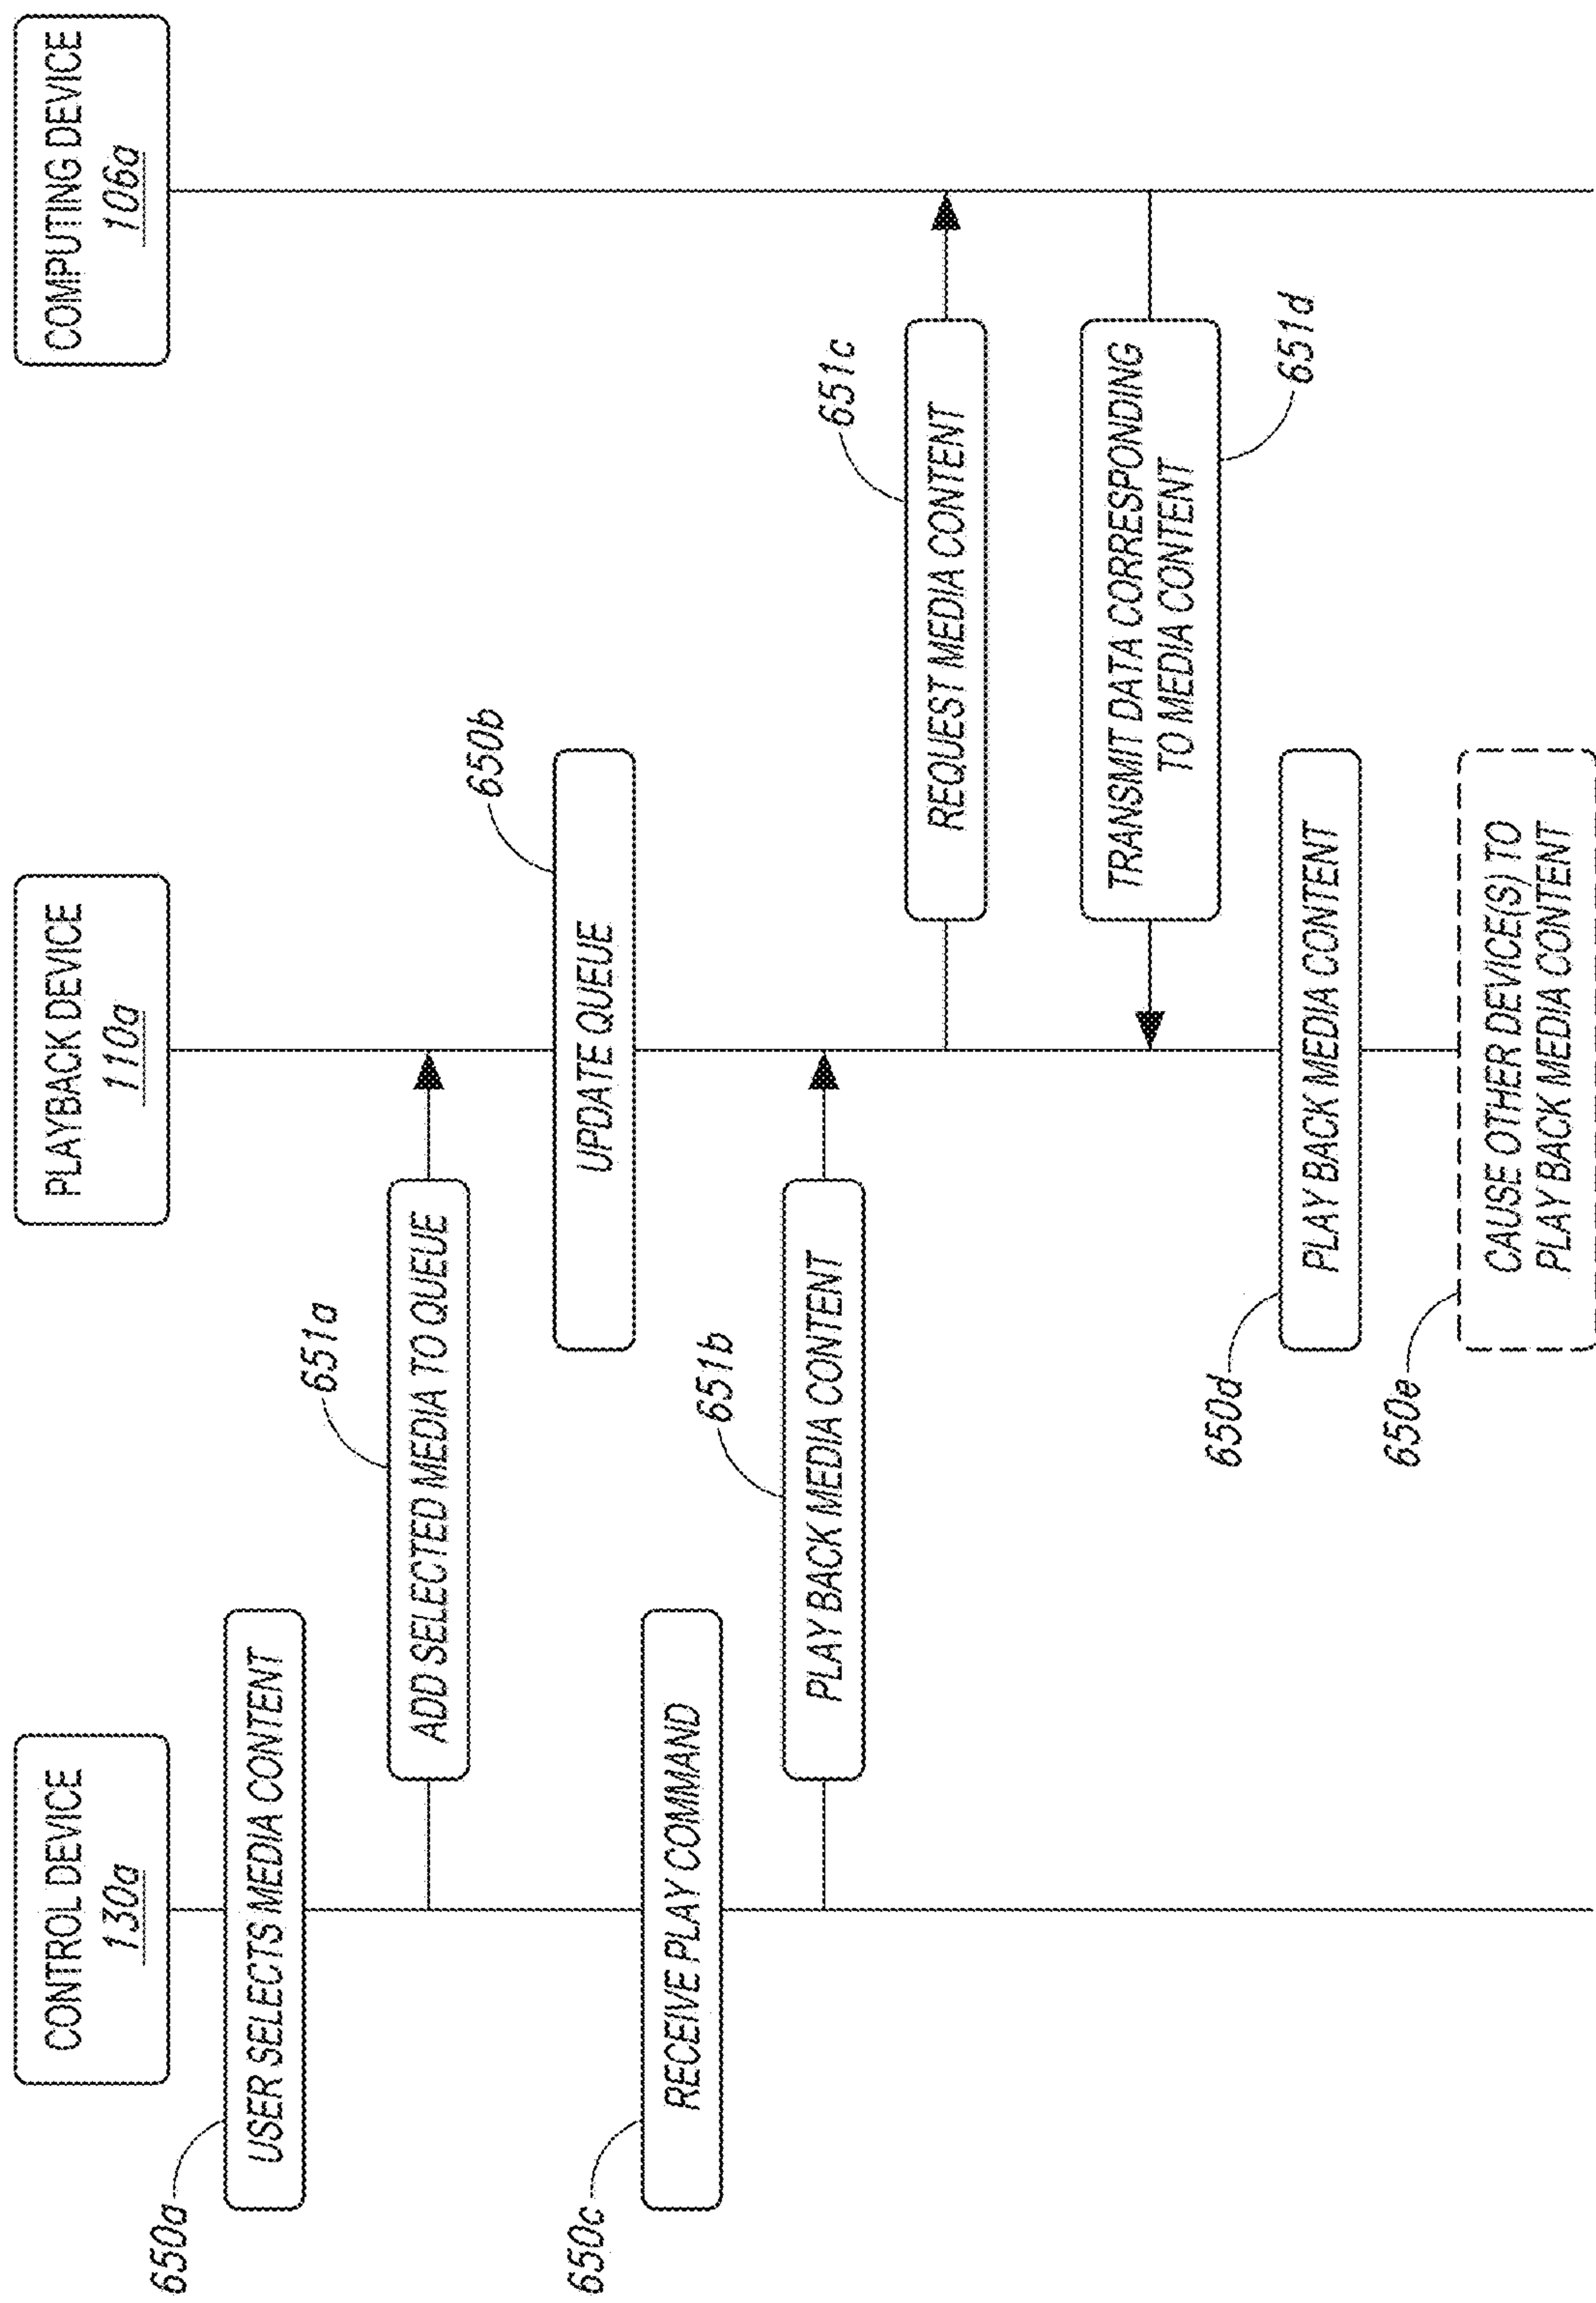 CONTROL DEVICE
130a
PLAYBACK DEVICE
110a
COMPUTING DEVICE
106a
650a
USER SELECTS MEDIA CONTENT
651a
ADD SELECTED MEDIA TO QUEUE
650b
UPDATE QUEUE
650c
RECEIVE PLAY COMMAND
651b
PLAY BACK MEDIA CONTENT
651c
REQUEST MEDIA CONTENT
TRANSMIT DATA CORRESPONDING
TO MEDIA CONTENT
651d
650d
PLAY BACK MEDIA CONTENT
650e
CAUSE OTHER DEVICE(S) TO
PLAY BACK MEDIA CONTENT